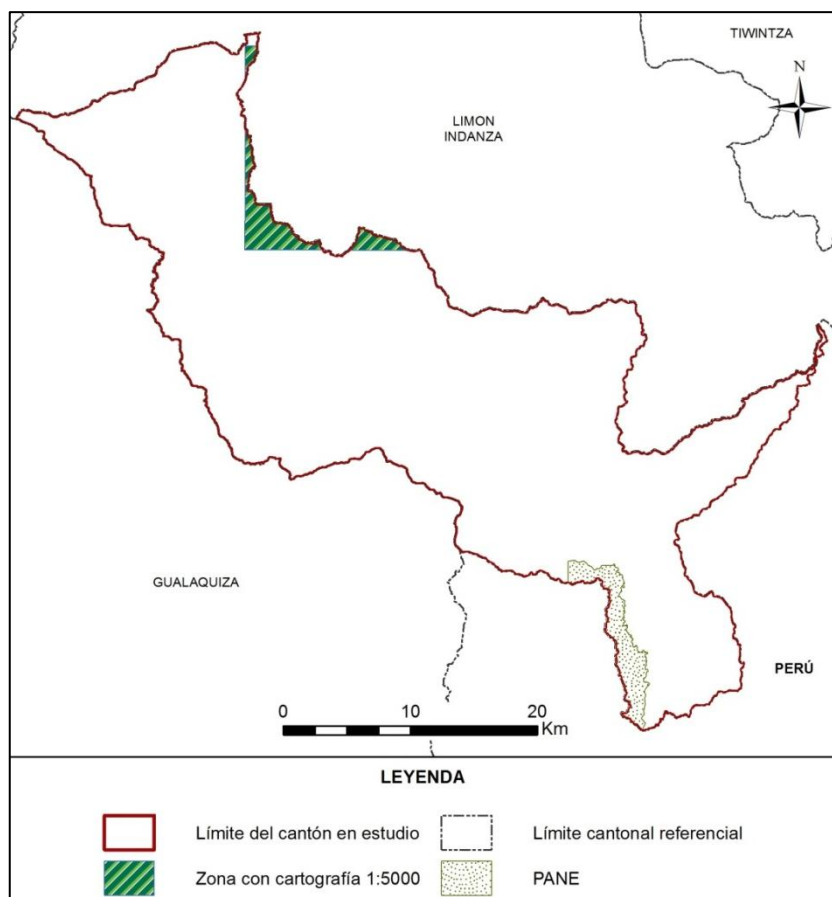 TIWINTZA
N
LIMON
INDANZA
GUALAQUIZA
PERÚ
0 10 20
Km
LEYENDA
Límite del cantón en estudio
Límite cantonal referencial
Zona con cartografía 1:5000
PANE